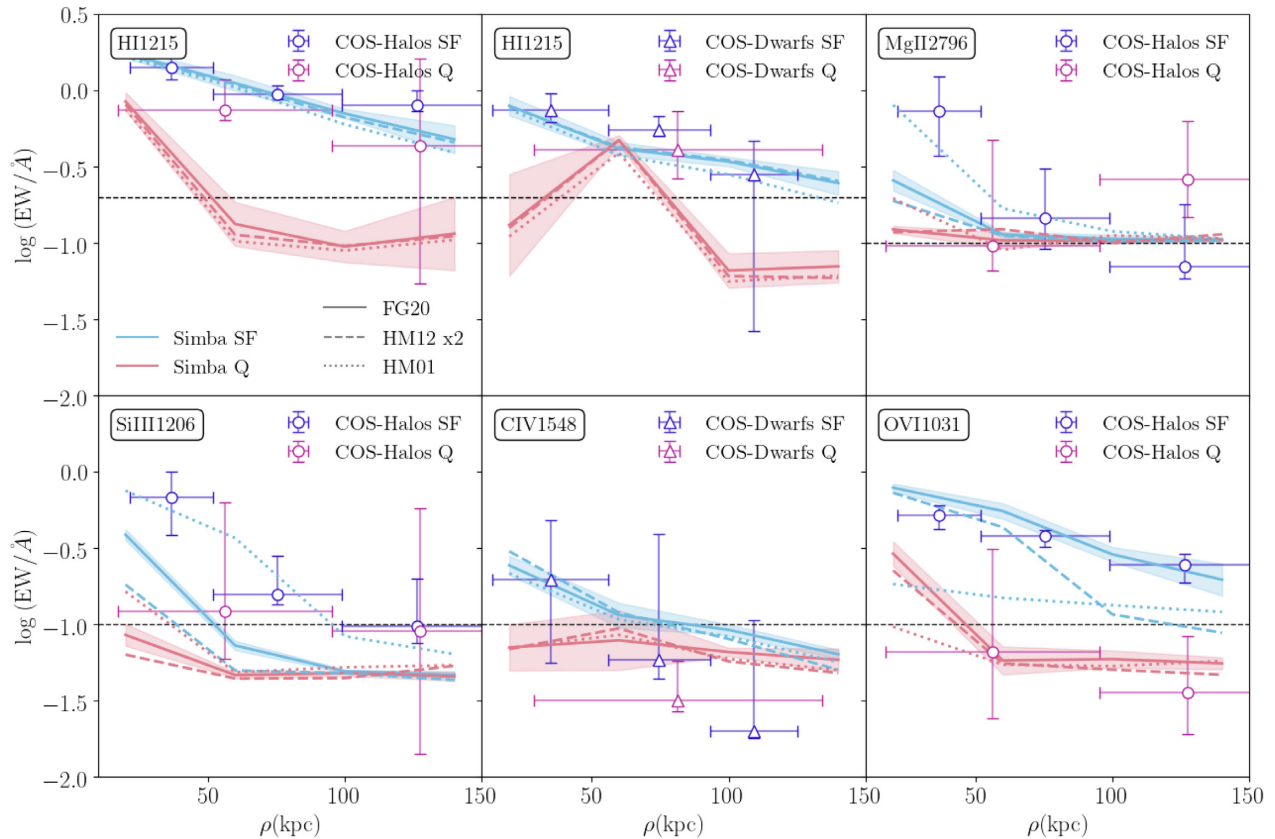 0.5
0.0
−0.5
−1.0
−1.5
−2.0
log (EW/Å)
HI1215
COS-Halos SF
COS-Halos Q
Simba SF
Simba Q
FG20
HM12 x2
HM01
HI1215
COS-Dwarfs SF
COS-Dwarfs Q
MgII2796
COS-Halos SF
COS-Halos Q
0.0
−0.5
−1.0
−1.5
−2.0
log (EW/Å)
SiIII1206
COS-Halos SF
COS-Halos Q
50
100
150
ρ(kpc)
CIV1548
COS-Dwarfs SF
COS-Dwarfs Q
50
100
150
ρ(kpc)
OVI1031
COS-Halos SF
COS-Halos Q
50
100
150
ρ(kpc)